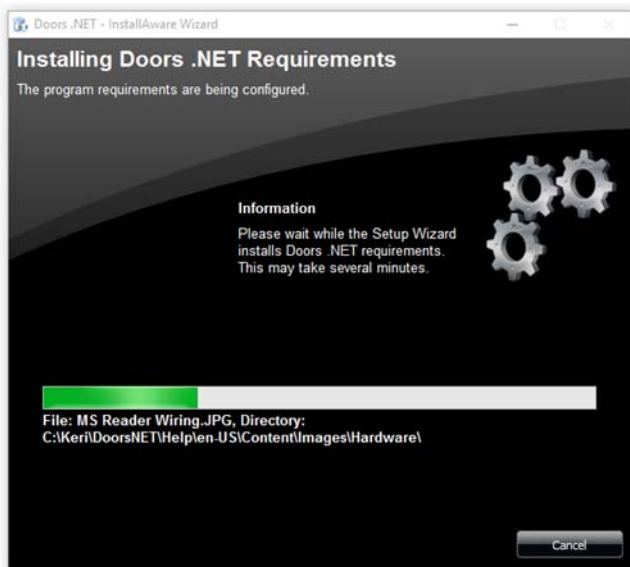 Doors .NET - InstallAware Wizard
Installing Doors .NET Requirements
The program requirements are being configured.
Information
Please wait while the Setup Wizard
installs Doors .NET requirements.
This may take several minutes.
File: MS Reader Wiring.JPG, Directory:
C:\Keri\DoorsNET\Help\en-US\Content\Images\Hardware\
Cancel